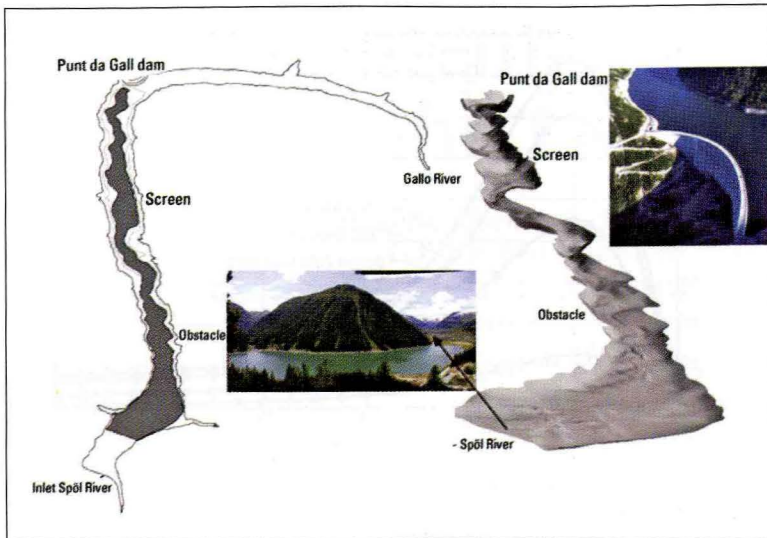 Punt da Gall dam
Screen
Gallo River
Obstacle
Inlet Spöl River
Punt da Gall dam
Screen
Obstacle
- Spöl River